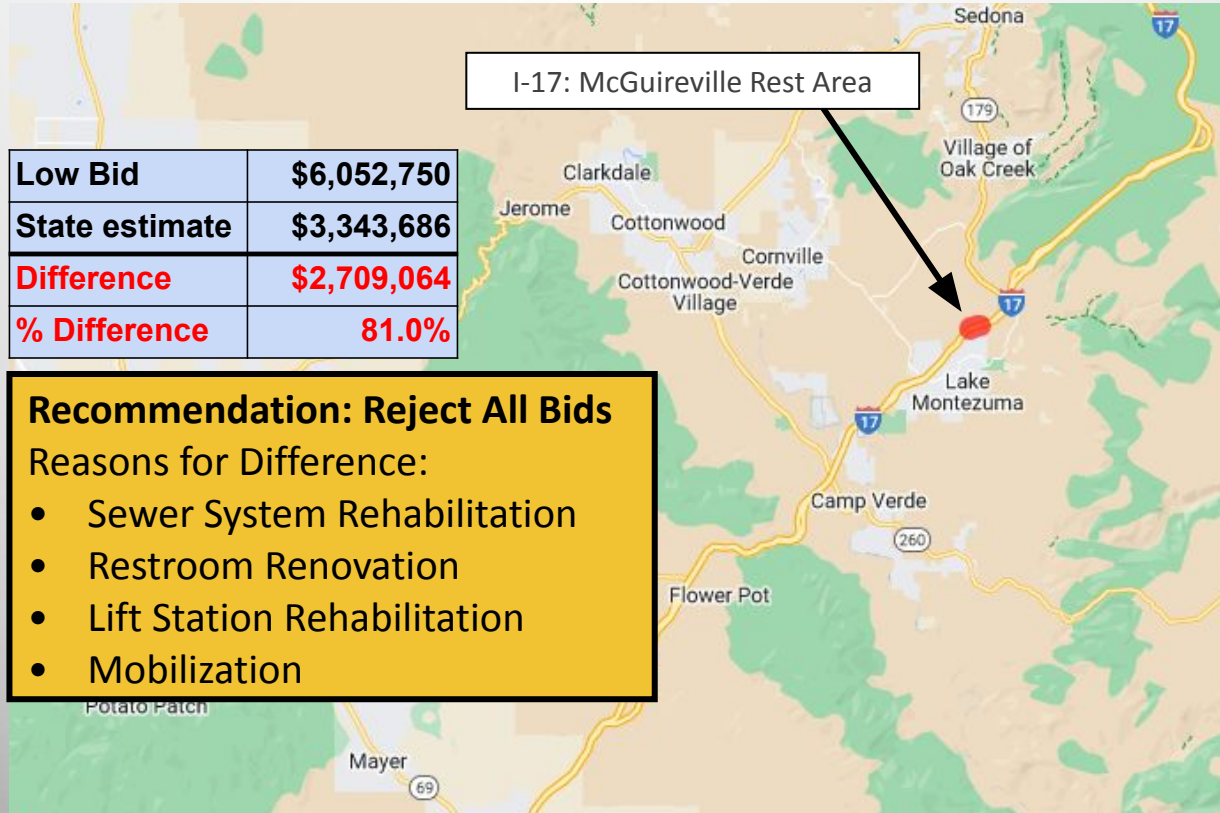 Sedona
17
I-17: McGuireville Rest Area
179
Village of
Oak Creek
Low Bid $6,052,750
State estimate $3,343,686
Difference $2,709,064
% Difference 81.0%
Clarkdale
Jerome
Cottonwood
Cornville
Cottonwood-Verde
Village
17
Lake
Montezuma
17
Recommendation: Reject All Bids
Reasons for Difference:
• Sewer System Rehabilitation
• Restroom Renovation
• Lift Station Rehabilitation
• Mobilization
Camp Verde
260
Flower Pot
Potato Patch
Mayer
69